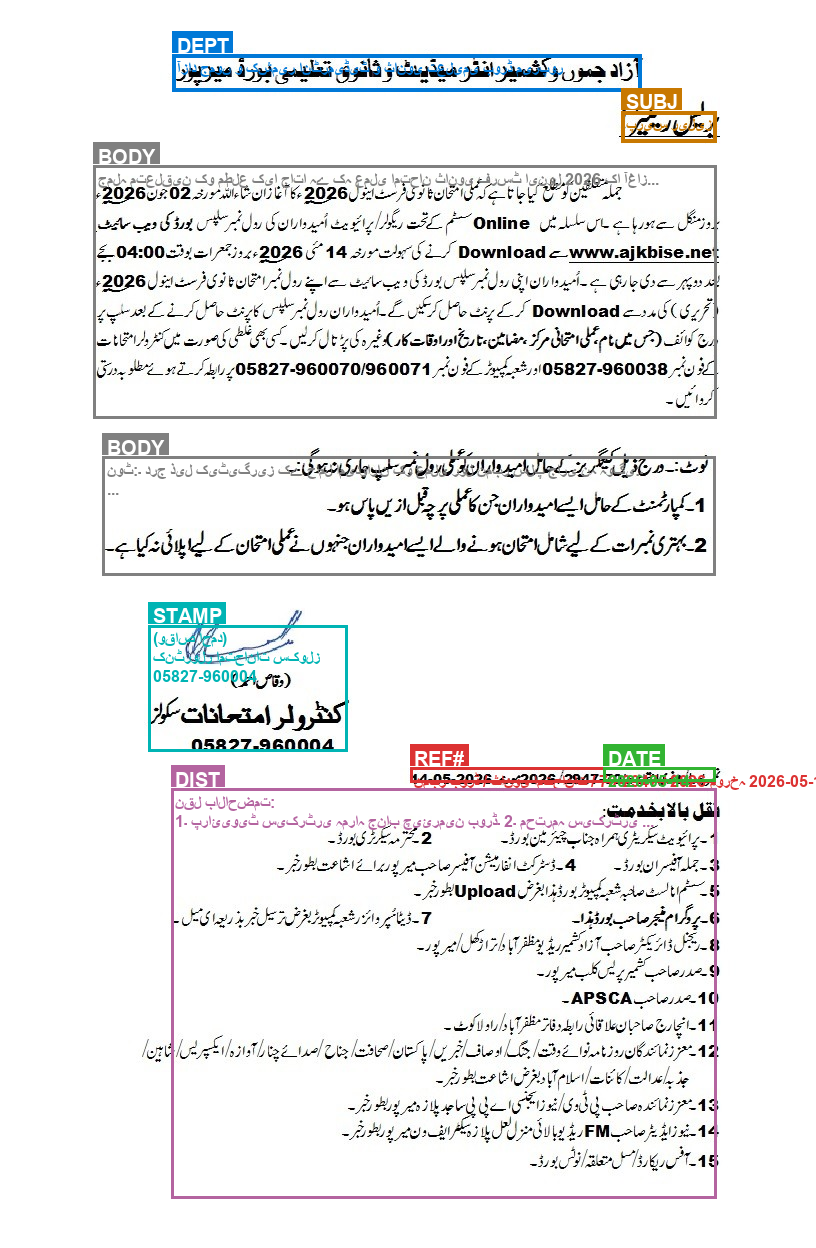 DEPT
آزاد جموں و کشمیر انٹرمیڈیٹ و ثانوی تعلیمی بورڈ میرپور
SUBJ
پریس ریلیز
BODY
جملہ متعلقین کو مطلع کیا جاتا ہے کہ عملی امتحان ثانوی فرسٹ اینول 2026ء کا آغاز ان شاءاللہ مورخہ 02 جون 2026ء
بروز منگل سے ہو رہا ہے۔ اس سلسلہ میں Online سسٹم کے تحت ریگولر/پرائیویٹ اُمیدواران کی رول نمبر سلپس بورڈ کی ویب سائیٹ
www.ajkbise.net سے Download کرنے کی سہولت مورخہ 14 مئی 2026ء بروز جمعرات بوقت 04:00 بجے
بعد دوپہر سے دی جا رہی ہے۔ اُمیدواران اپنی رول نمبر سلپس بورڈ کی ویب سائیٹ سے اپنے رول نمبر امتحان ثانوی فرسٹ اینول 2026ء
(تحریری) کی مدد سے Download کر کے پرنٹ حاصل کر سکیں گے۔ اُمیدواران رول نمبر سلپس کا پرنٹ حاصل کرنے کے بعد سلپ پر
درج کوائف (جس میں نام، عملی امتحانی مرکز، مضامین، تاریخ اور اوقات کار) وغیرہ کی پڑتال کر لیں۔ کسی بھی غلطی کی صورت میں کنٹرولر امتحانات
کے فون نمبر 05827-960038 اور شعبہ کمپیوٹر کے فون نمبر 05827-960070/960071 پر رابطہ کرتے ہوئے مطلوبہ درستی
کروائیں۔
BODY
نوٹ:۔ درج ذیل کیٹیگریز کے حامل امیدواران کو عملی رول نمبر سلپ جاری نہ ہوگی:۔
1۔ کمپارٹمنٹ کے حامل ایسے امیدواران جن کا عملی پرچہ قبل ازیں پاس ہو۔
2۔ بہتری نمبرات کے لیے شامل امتحان ہونے والے ایسے امیدواران جنہوں نے عملی امتحان کے لیے اپلائی نہ کیا ہے۔
STAMP
(وقاص احمد)
کنٹرولر امتحانات سکولز
05827-960004
REF#
DATE
14-05-2026
DIST
نقل بالا بخدمت:
1۔ پرائیویٹ سیکریٹری ہمراہ جناب چیئرمین بورڈ۔ 2۔ محترمہ سیکرٹری بورڈ۔
3۔ جملہ آفیسران بورڈ۔ 4۔ ڈسٹرکٹ انفارمیشن آفیسر صاحب میرپور برائے اشاعت بطور خبر۔
5۔ سسٹم انالسٹ صاحبہ شعبہ کمپیوٹر بورڈ ہذا بغرض Upload بطور خبر۔
6۔ پروگرام منیجر صاحب بورڈ ہذا۔ 7۔ ڈیٹا سپروائزر شعبہ کمپیوٹر بغرض ترسیل خبر بذریعہ ای میل۔
8۔ ریجنل ڈائریکٹر صاحب آزاد کشمیر ریڈیو مظفرآباد/تراڑکھل/میرپور۔
9۔ صدر صاحب کشمیر پریس کلب میرپور۔
10۔ صدر صاحب APSCA۔
11۔ انچارج صاحبان علاقائی رابطہ دفاتر مظفرآباد/راولاکوٹ۔
12۔ معزز نمائندگان روزنامہ نوائے وقت/جنگ/اوصاف/خبریں/پاکستان/صحافت/جناح/صدائے چنار/آوازہ/ایکسپریس/شاہین/
جذبہ/عدالت/کائنات/اسلام آباد بغرض اشاعت بطور خبر۔
13۔ معزز نمائندہ صاحب پی ٹی وی/نیوز ایجنسی اے پی پی ساجد پلازہ میرپور بطور خبر۔
14۔ نیوز ایڈیٹر صاحب FM ریڈیو بالائی منزل لعل پلازہ سیکٹر ایف ون میرپور بطور خبر۔
15۔ آفس ریکارڈ/مسل متعلقہ/نوٹس بورڈ۔